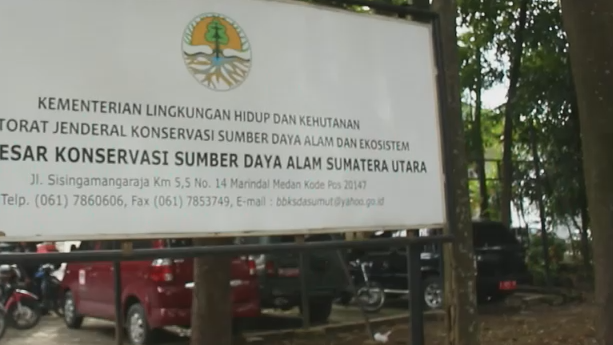 KEMENTERIAN LINGKUNGAN HIDUP DAN KEHUTANAN
TORAT JENDERAL KONSERVASI SUMBER DAYA ALAM DAN EKOSISTEM
ESAR KONSERVASI SUMBER DAYA ALAM SUMATERA UTARA
Jl. Sisingamangaraja Km 5,5 No. 14 Marindal Medan Kode Pos 20147
Telp. (061) 7860606, Fax (061) 7853749, E-mail : bbksdasumut@yahoo.go.id